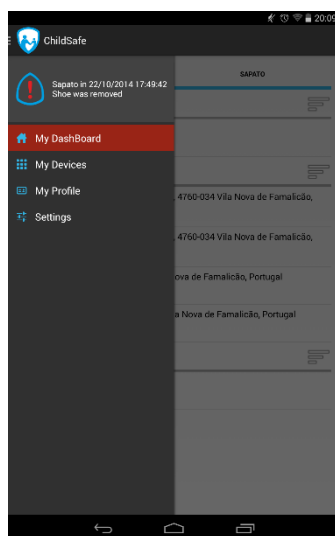 20:09
ChildSafe
Sapato in 22/10/2014 17:49:42
Shoe was removed
SAPATO
My DashBoard
My Devices
My Profile
, 4760-034 Vila Nova de Famalicão,
Settings
, 4760-034 Vila Nova de Famalicão,
ova de Famalicão, Portugal
a Nova de Famalicão, Portugal